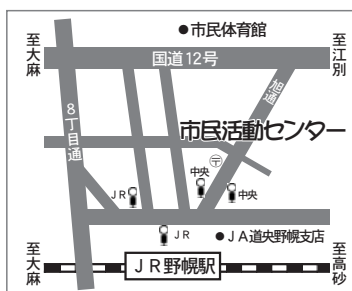 ●市民体育館
至大麻
国道12号
至江別
8丁目通
旭通
市民活動センター
〒
中央
JR
中央
JR
●JA道央野幌支店
至大麻
JR野幌駅
至高砂